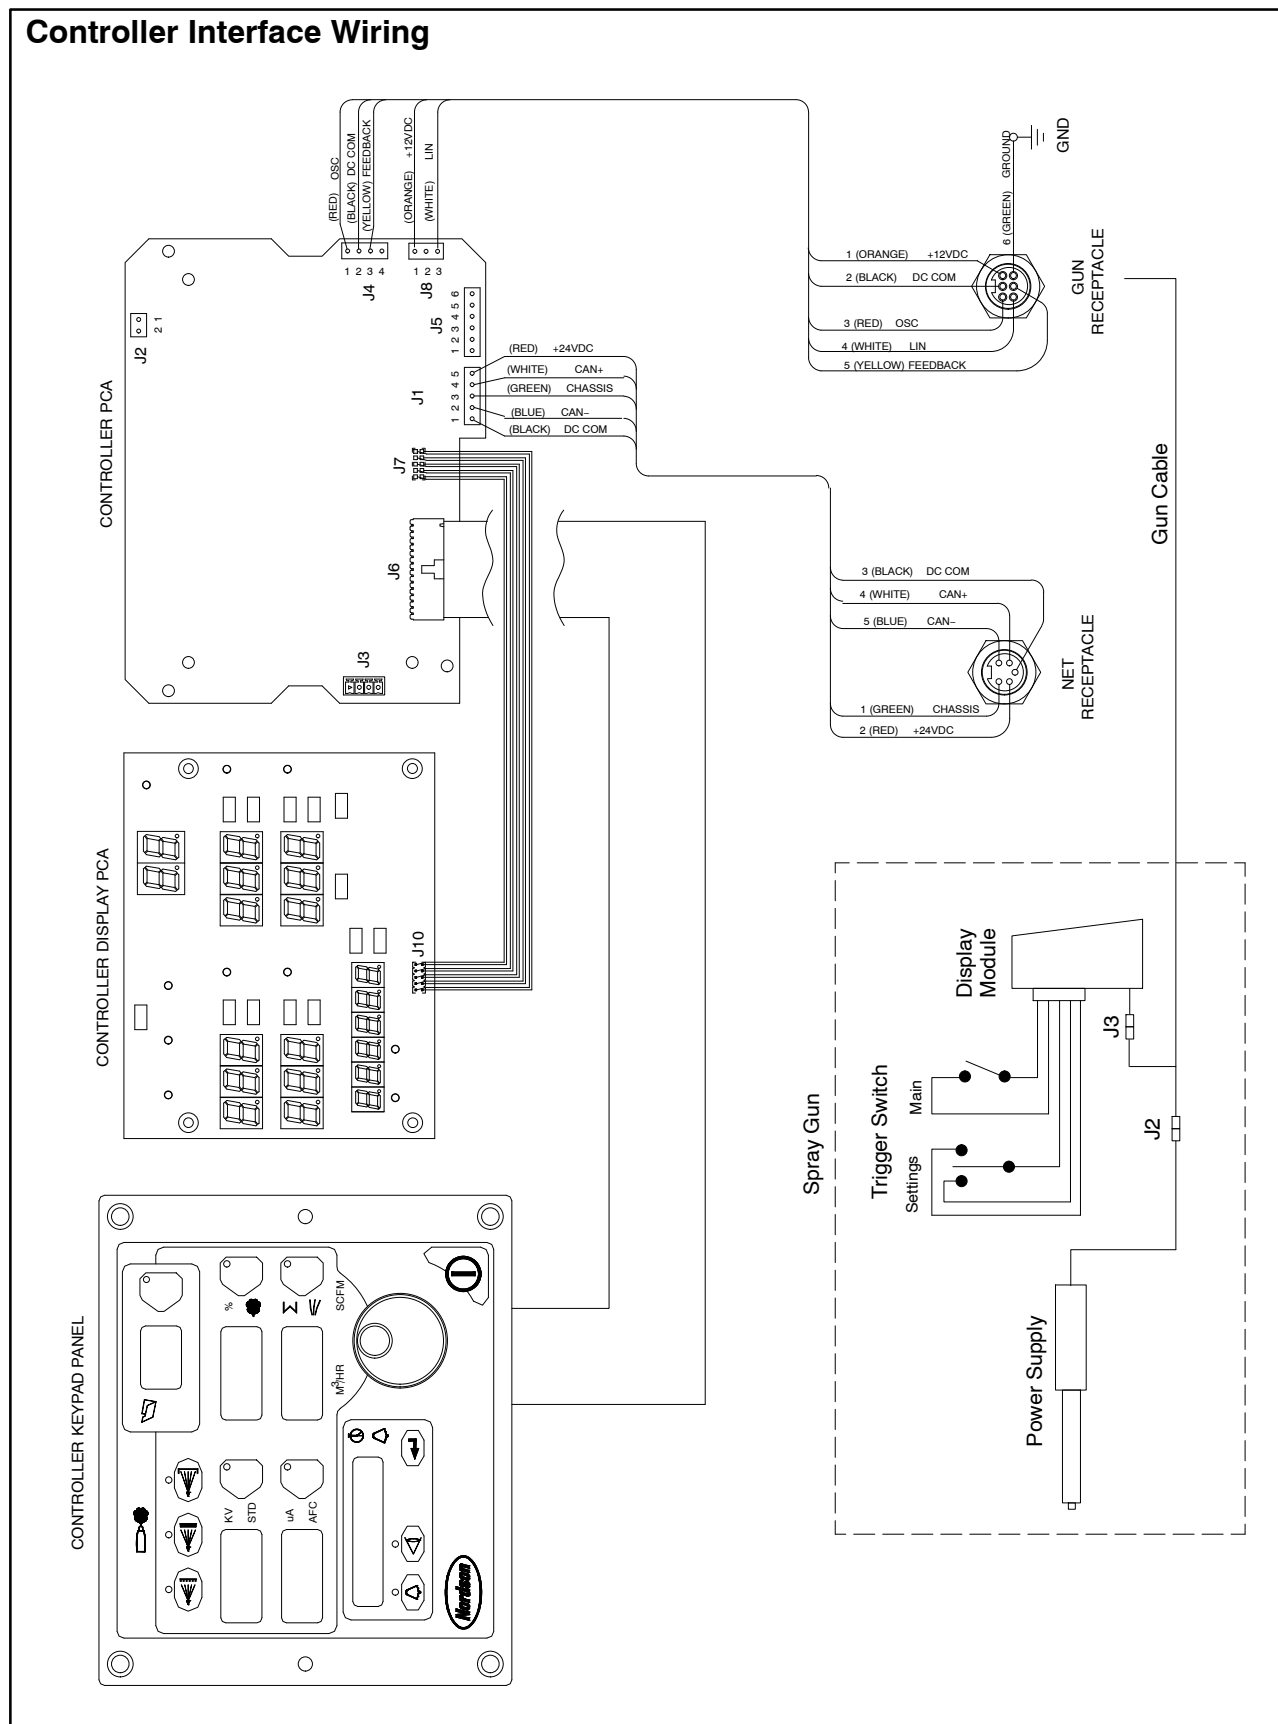 Controller Interface Wiring
CONTROLLER PCA
J2
2 1
(RED) OSC
(BLACK) DC COM
(YELLOW) FEEDBACK
(ORANGE) +12VDC
(WHITE) LIN
1 2 3 4
J4
1 2 3
J8
J5
1 2 3 4 5 6
J1
1 2 3 4 5
(RED) +24VDC
(WHITE) CAN+
(GREEN) CHASSIS
(BLUE) CAN−
(BLACK) DC COM
J7
J6
J3
6 (GREEN) GROUND
GND
1 (ORANGE) +12VDC
2 (BLACK) DC COM
3 (RED) OSC
4 (WHITE) LIN
5 (YELLOW) FEEDBACK
GUN
RECEPTACLE
Gun Cable
3 (BLACK) DC COM
4 (WHITE) CAN+
5 (BLUE) CAN−
1 (GREEN) CHASSIS
2 (RED) +24VDC
NET
RECEPTACLE
CONTROLLER DISPLAY PCA
J10
CONTROLLER KEYPAD PANEL
%
SCFM
M³/HR
KV
STD
uA
AFC
Nordson
Spray Gun
Display
Module
J3
Trigger Switch
Main
Settings
J2
Power Supply